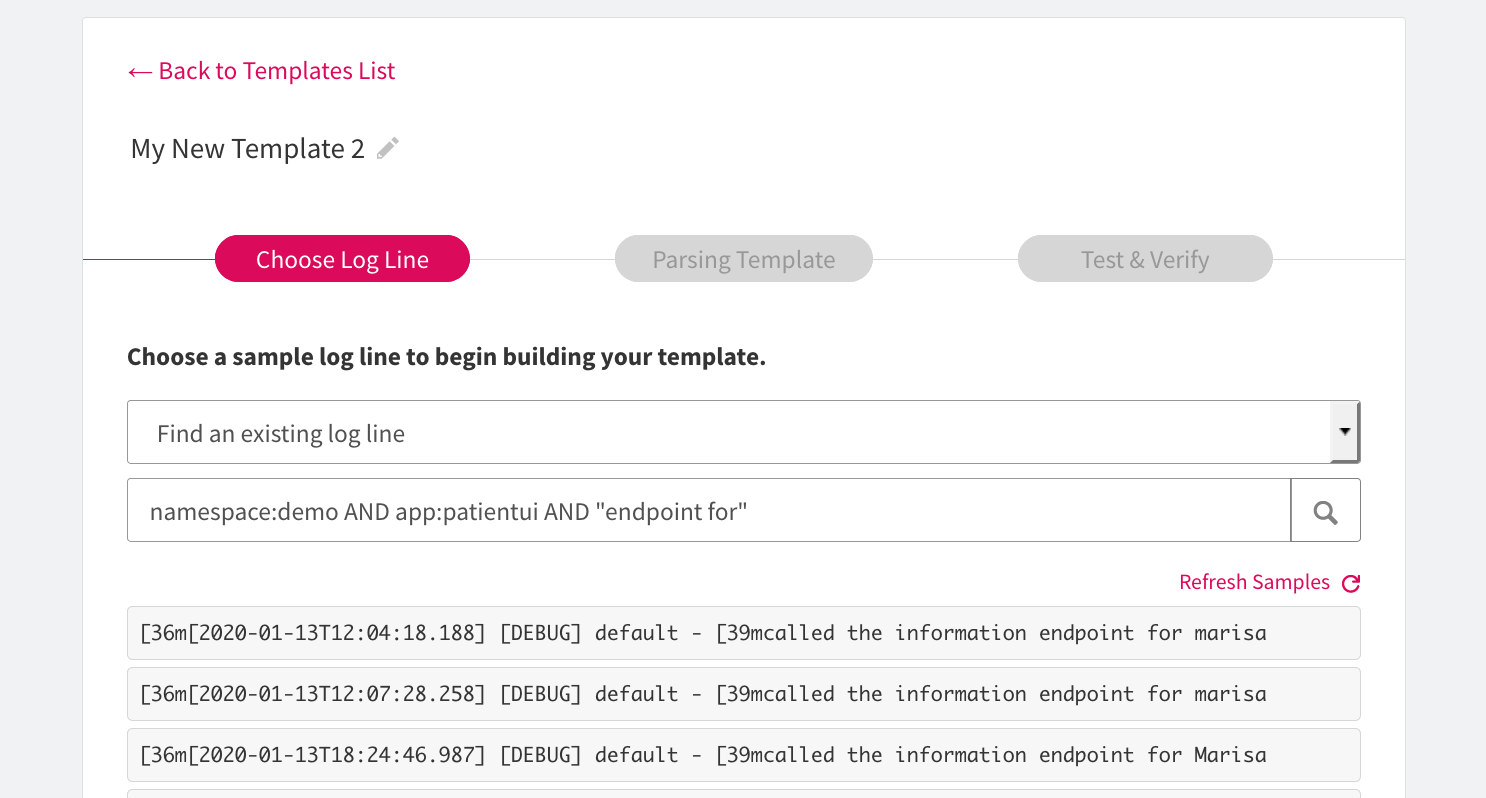 ← Back to Templates List
My New Template 2
Choose Log Line
Parsing Template
Test & Verify
Choose a sample log line to begin building your template.
Find an existing log line
namespace:demo AND app:patientui AND "endpoint for"
Refresh Samples
[36m[2020-01-13T12:04:18.188] [DEBUG] default - [39mcalled the information endpoint for marisa
[36m[2020-01-13T12:07:28.258] [DEBUG] default - [39mcalled the information endpoint for marisa
[36m[2020-01-13T18:24:46.987] [DEBUG] default - [39mcalled the information endpoint for Marisa